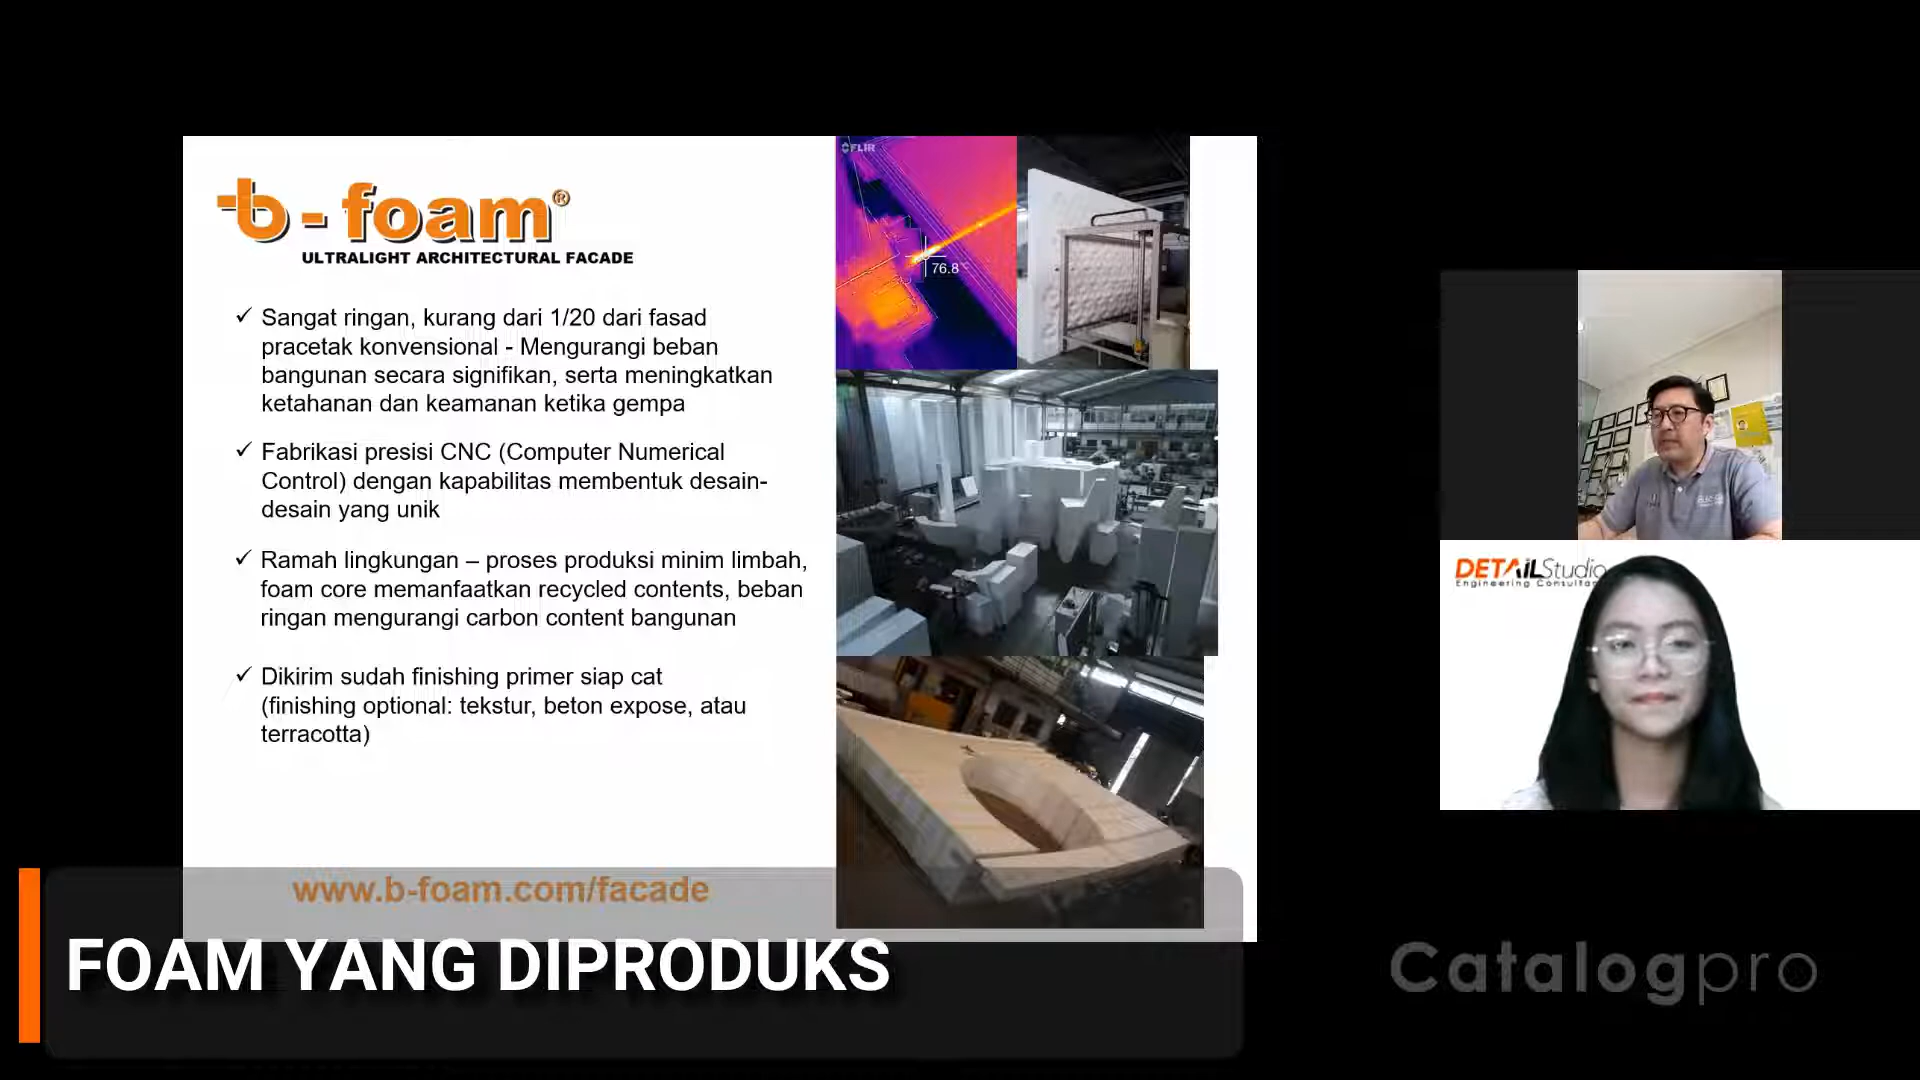 b-foam®
ULTRALIGHT ARCHITECTURAL FACADE
✓ Sangat ringan, kurang dari 1/20 dari fasad
pracetak konvensional - Mengurangi beban
bangunan secara signifikan, serta meningkatkan
ketahanan dan keamanan ketika gempa
✓ Fabrikasi presisi CNC (Computer Numerical
Control) dengan kapabilitas membentuk desain-
desain yang unik
✓ Ramah lingkungan – proses produksi minim limbah,
foam core memanfaatkan recycled contents, beban
ringan mengurangi carbon content bangunan
✓ Dikirim sudah finishing primer siap cat
(finishing optional: tekstur, beton expose, atau
terracotta)
www.b-foam.com/facade
FLIR
76.8
DETAiLStudio
Engineering Consultan
FOAM YANG DIPRODUKS
Catalogpro